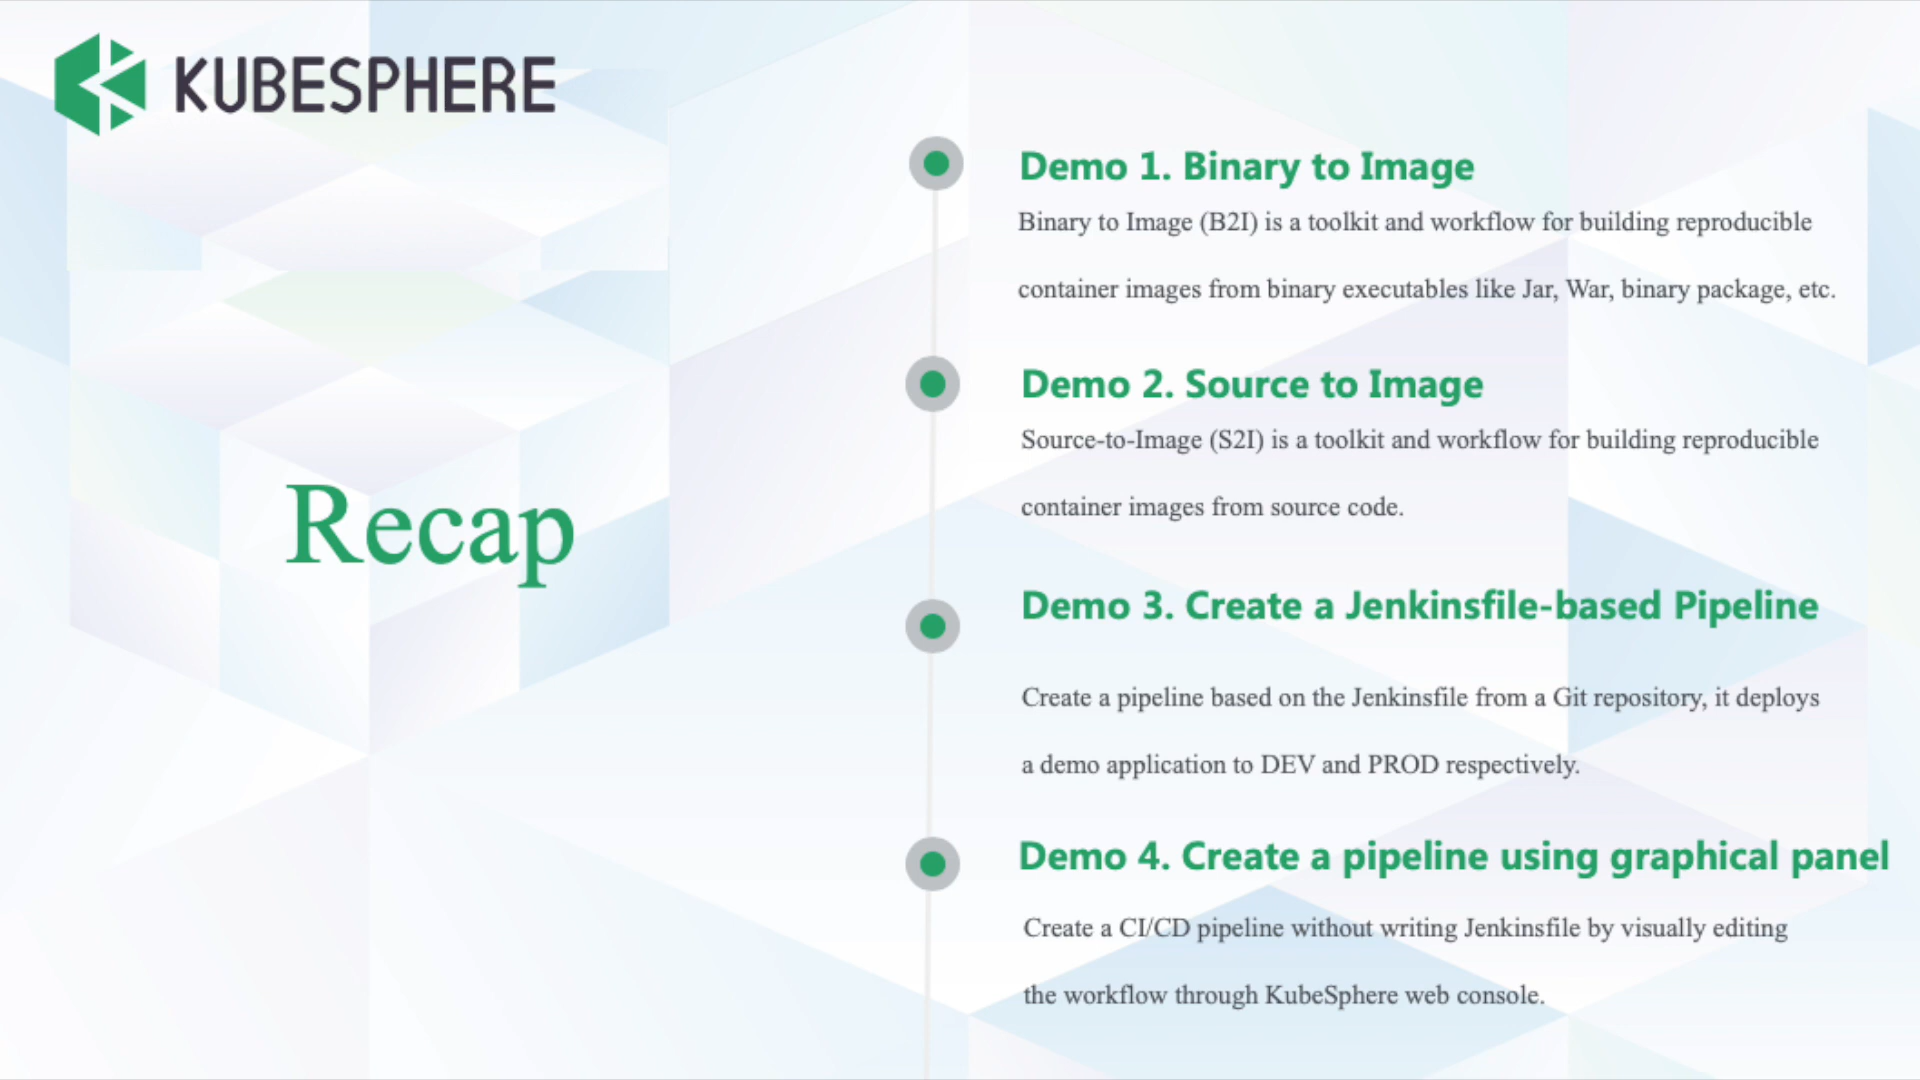 KUBESPHERE
Recap
Demo 1. Binary to Image
Binary to Image (B2I) is a toolkit and workflow for building reproducible
container images from binary executables like Jar, War, binary package, etc.
Demo 2. Source to Image
Source-to-Image (S2I) is a toolkit and workflow for building reproducible
container images from source code.
Demo 3. Create a Jenkinsfile-based Pipeline
Create a pipeline based on the Jenkinsfile from a Git repository, it deploys
a demo application to DEV and PROD respectively.
Demo 4. Create a pipeline using graphical panel
Create a CI/CD pipeline without writing Jenkinsfile by visually editing
the workflow through KubeSphere web console.